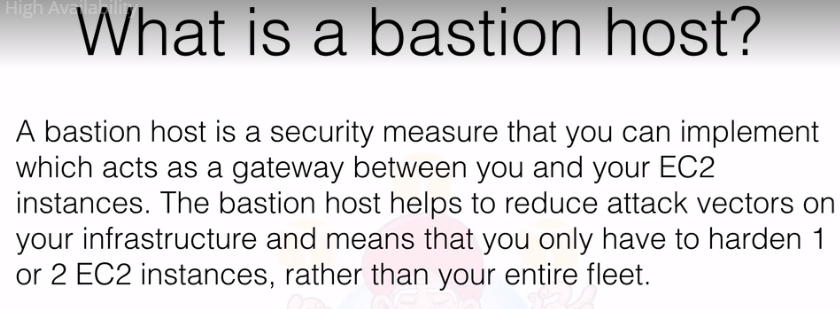 High Availability
What is a bastion host?
A bastion host is a security measure that you can implement
which acts as a gateway between you and your EC2
instances. The bastion host helps to reduce attack vectors on
your infrastructure and means that you only have to harden 1
or 2 EC2 instances, rather than your entire fleet.